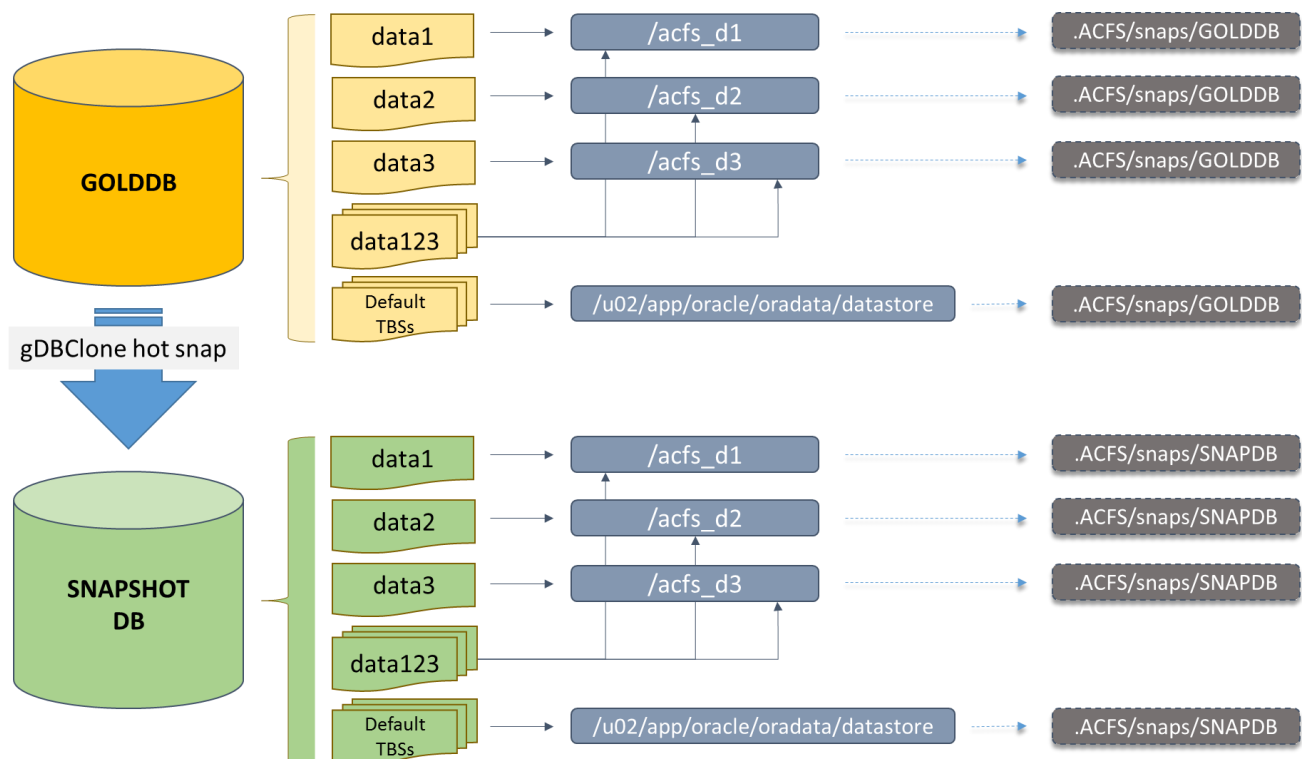 GOLDDB
data1
/acfs_d1
.ACFS/snaps/GOLDDB
data2
/acfs_d2
.ACFS/snaps/GOLDDB
data3
/acfs_d3
.ACFS/snaps/GOLDDB
data123
Default
TBSs
/u02/app/oracle/oradata/datastore
.ACFS/snaps/GOLDDB
gDBClone hot snap
SNAPSHOT
DB
data1
/acfs_d1
.ACFS/snaps/SNAPDB
data2
/acfs_d2
.ACFS/snaps/SNAPDB
data3
/acfs_d3
.ACFS/snaps/SNAPDB
data123
Default
TBSs
/u02/app/oracle/oradata/datastore
.ACFS/snaps/SNAPDB